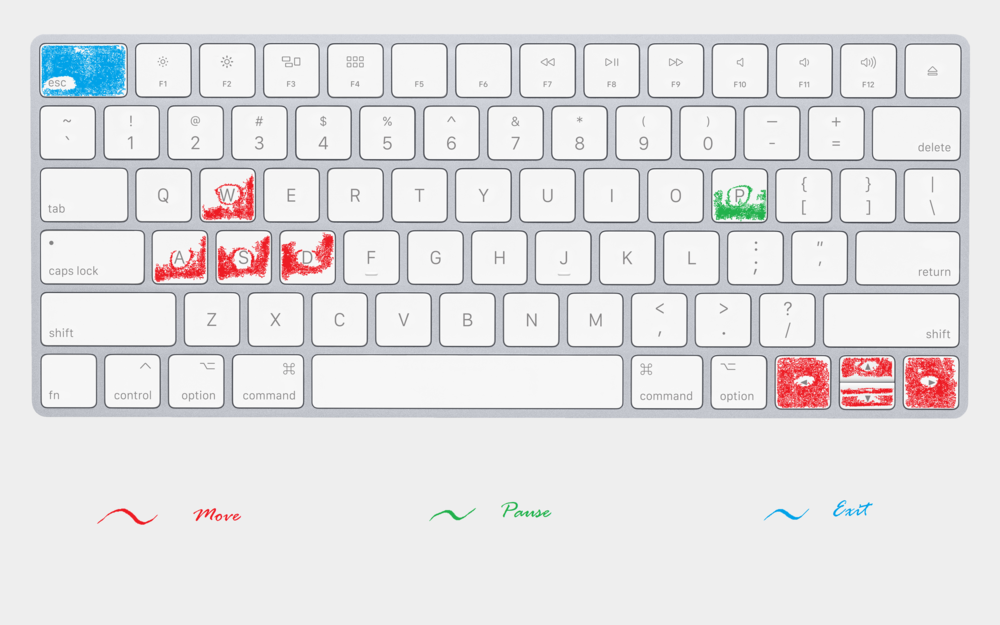 esc F1 F2 F3 F4 F5 F6 F7 F8 F9 F10 F11 F12
~ ` ! 1 @ 2 # 3 $ 4 % 5 ^ 6 & 7 * 8 ( 9 ) 0 — - + = delete
tab Q W E R T Y U I O P { [ } ] | \
caps lock A S D F G H J K L : ; " ' return
shift Z X C V B N M < , > . ? / shift
fn control option command command option
Move Pause Exit